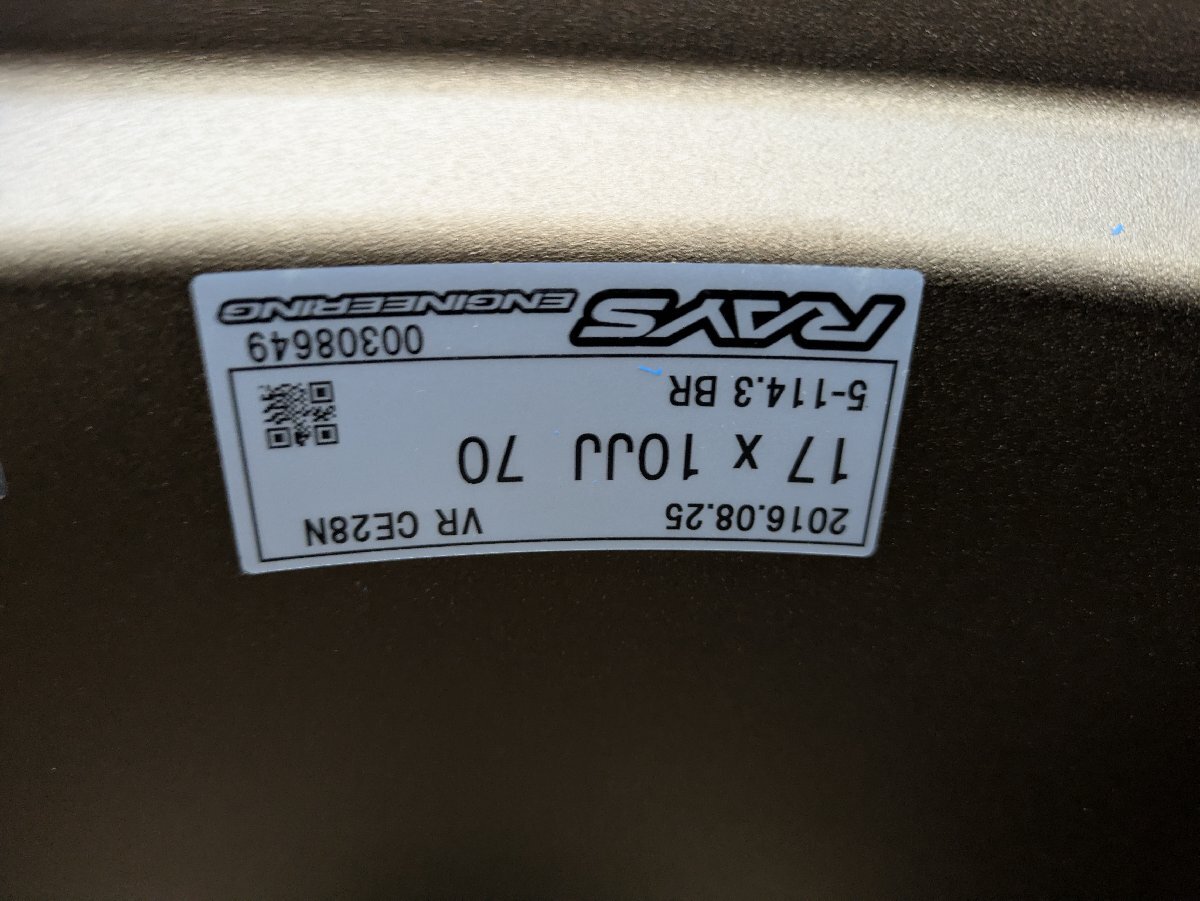 RAYS ENGINEERING
00308649
5-114.3 BR
17 x 10JJ 70
2016.08.25 VR CE28N